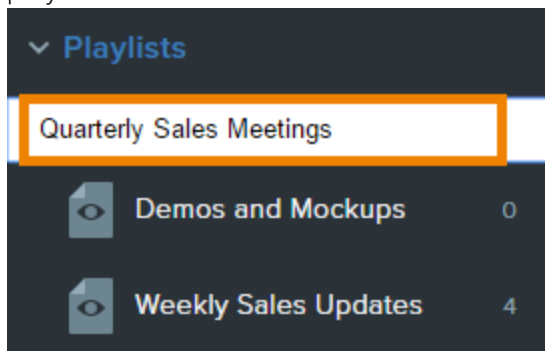 Playlists
Quarterly Sales Meetings
Demos and Mockups 0
Weekly Sales Updates 4